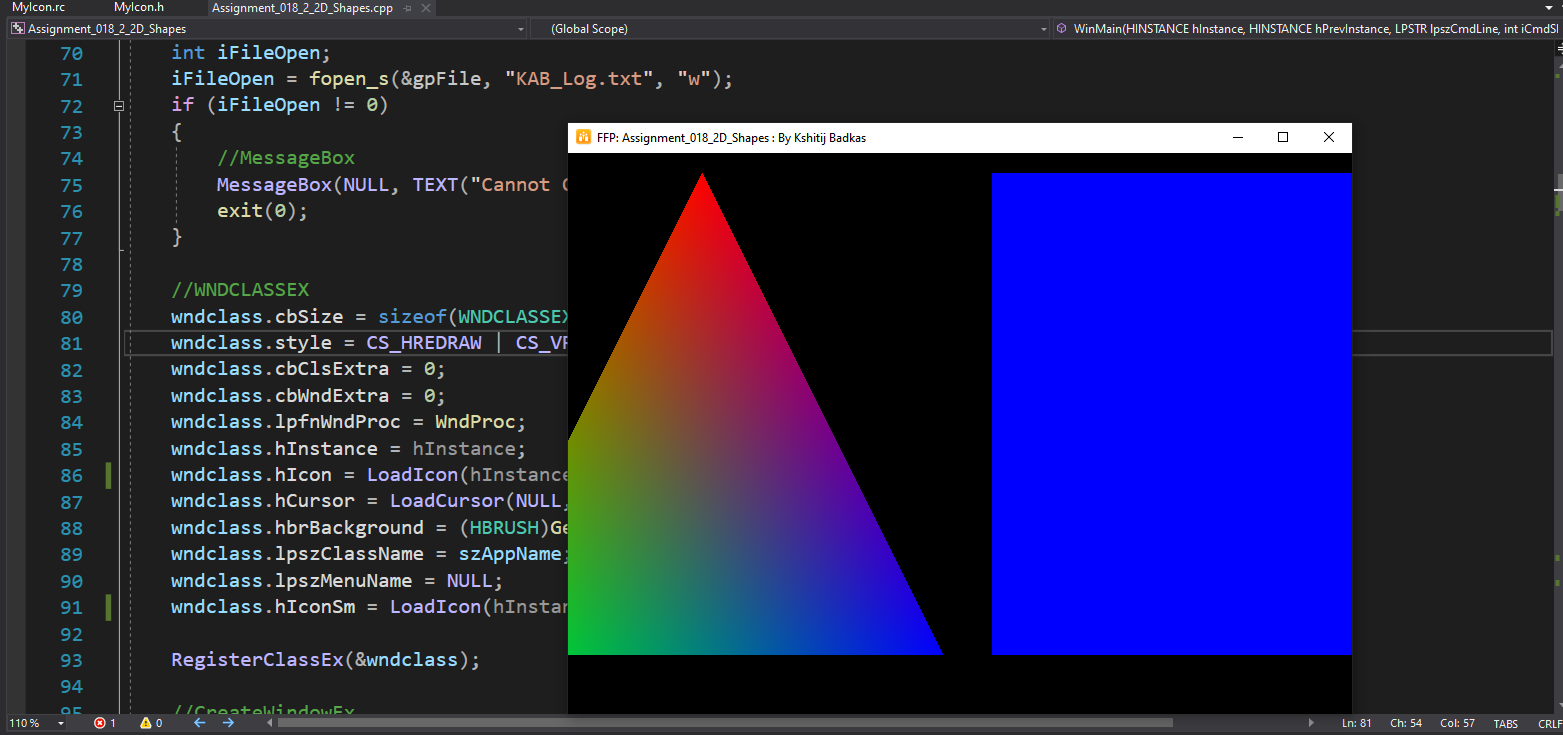 MyIcon.rc MyIcon.h Assignment_018_2_2D_Shapes.cpp
Assignment_018_2_2D_Shapes (Global Scope) WinMain(HINSTANCE hInstance, HINSTANCE hPrevInstance, LPSTR lpszCmdLine, int iCmdSl
70 int iFileOpen;
71 iFileOpen = fopen_s(&gpFile, "KAB_Log.txt", "w");
72 if (iFileOpen != 0)
73 {
FFP: Assignment_018_2D_Shapes : By Kshitij Badkas
74 //MessageBox
75 MessageBox(NULL, TEXT("Cannot
76 exit(0);
77 }
78
79 //WNDCLASSEX
80 wndclass.cbSize = sizeof(WNDCLASSEX
81 wndclass.style = CS_HREDRAW | CS_VR
82 wndclass.cbClsExtra = 0;
83 wndclass.cbWndExtra = 0;
84 wndclass.lpfnWndProc = WndProc;
85 wndclass.hInstance = hInstance;
86 wndclass.hIcon = LoadIcon(hInstance
87 wndclass.hCursor = LoadCursor(NULL,
88 wndclass.hbrBackground = (HBRUSH)Ge
89 wndclass.lpszClassName = szAppName;
90 wndclass.lpszMenuName = NULL;
91 wndclass.hIconSm = LoadIcon(hInstan
92
93 RegisterClassEx(&wndclass);
94
95 //CreateWindowEx
110 % 1 0 Ln: 81 Ch: 54 Col: 57 TABS CRLF